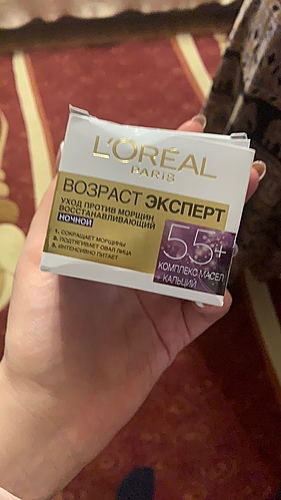 L'ORÉAL
PARIS
ВОЗРАСТ ЭКСПЕРТ
УХОД ПРОТИВ МОРЩИН
ВОССТАНАВЛИВАЮЩИЙ
НОЧНОЙ
1. СОКРАЩАЕТ МОРЩИНЫ
2. ПОДТЯГИВАЕТ ОВАЛ ЛИЦА
3. ИНТЕНСИВНО ПИТАЕТ
55+
КОМПЛЕКС МАСЕЛ
+ КАЛЬЦИЙ